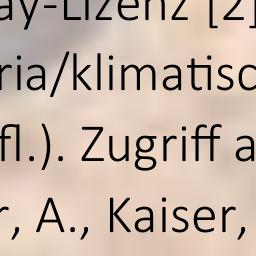 ay-Lizenz [2]
ria/klimatisc
fl.). Zugriff a
r, A., Kaiser,